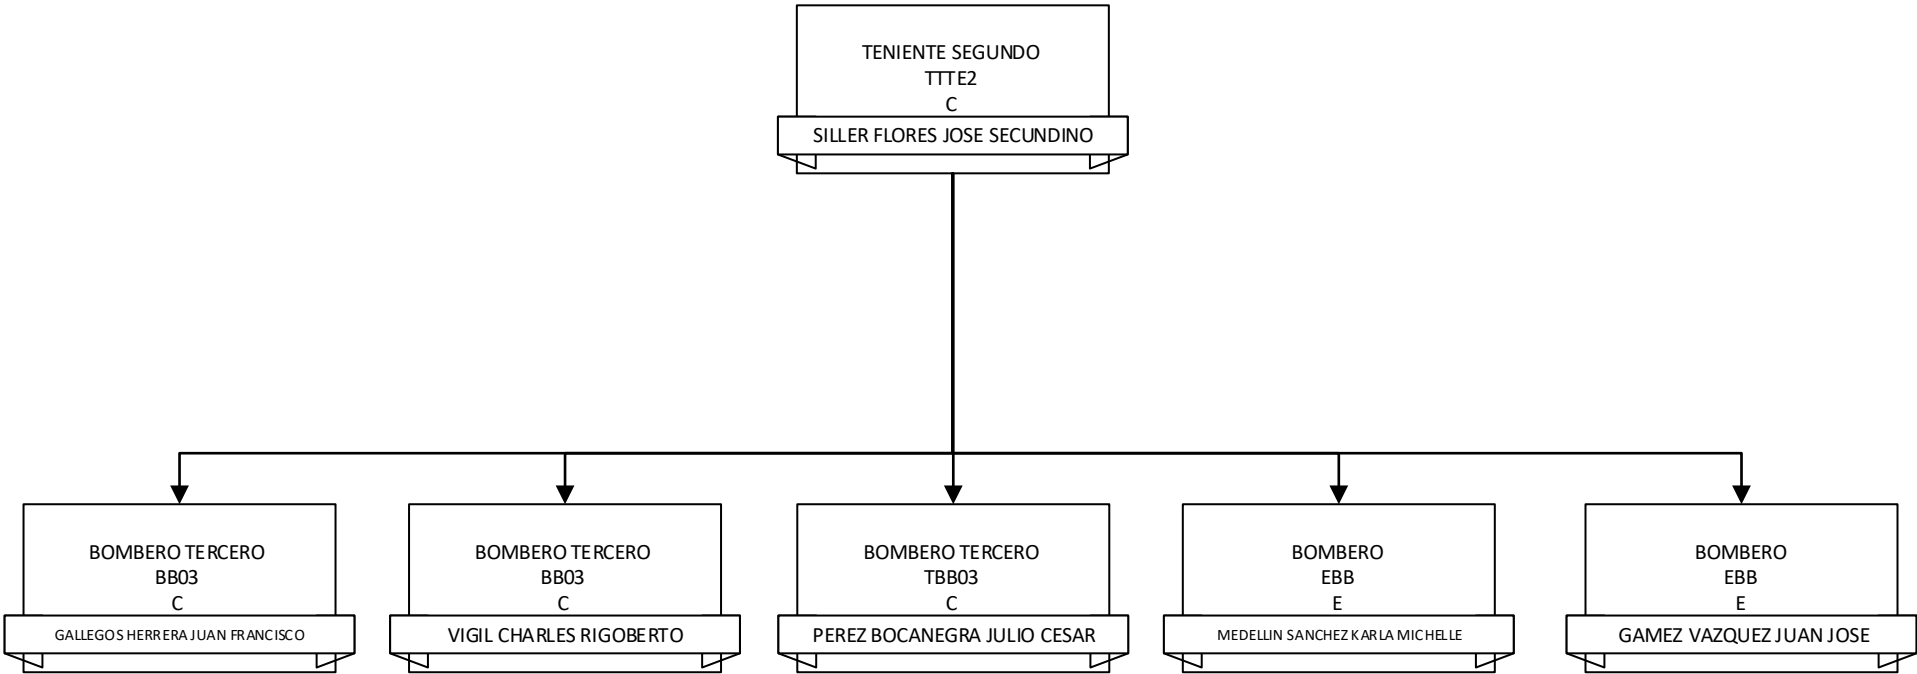 TENIENTE SEGUNDO
TTTE2
C
SILLER FLORES JOSE SECUNDINO
BOMBERO TERCERO
BB03
C
GALLEGOS HERRERA JUAN FRANCISCO
BOMBERO TERCERO
BB03
C
VIGIL CHARLES RIGOBERTO
BOMBERO TERCERO
TBB03
C
PEREZ BOCANEGRA JULIO CESAR
BOMBERO
EBB
E
MEDELLIN SANCHEZ KARLA MICHELLE
BOMBERO
EBB
E
GAMEZ VAZQUEZ JUAN JOSE